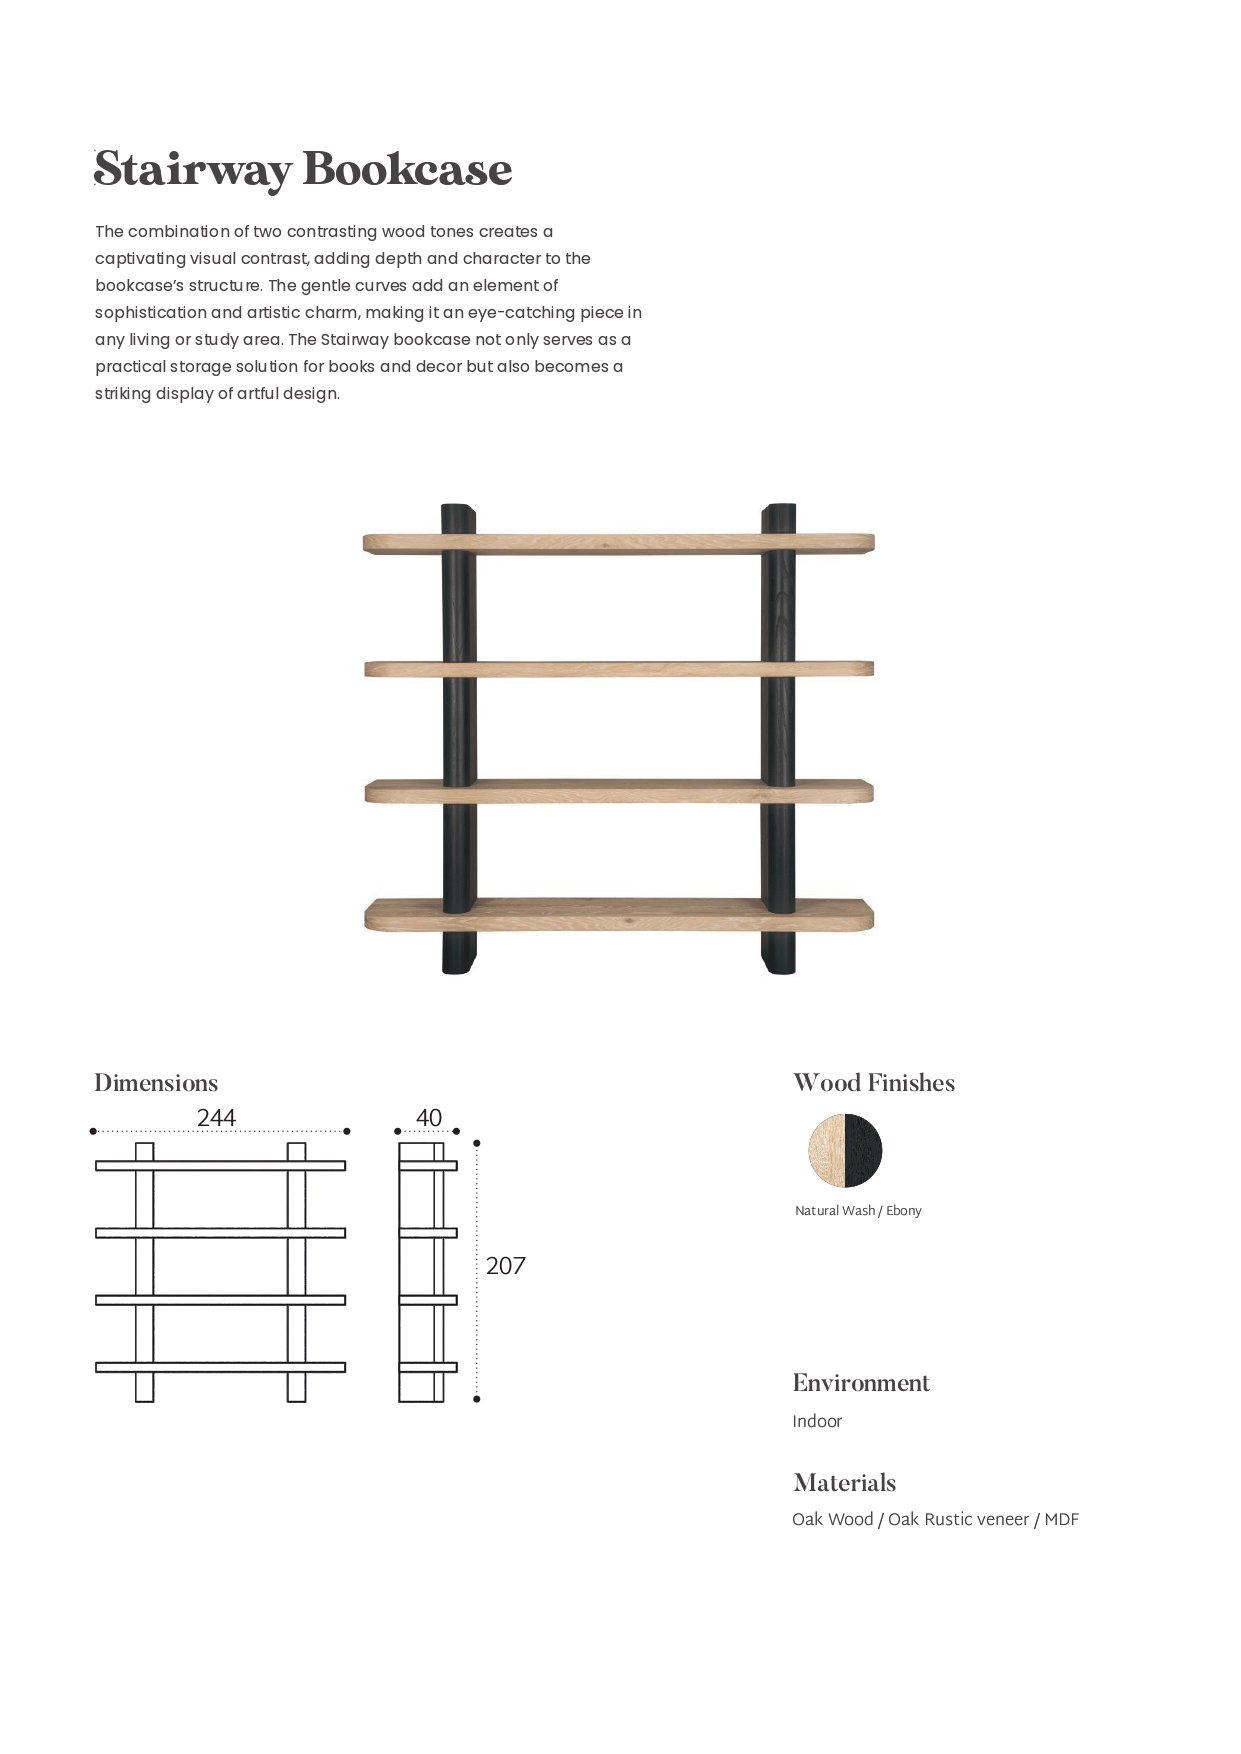 Stairway Bookcase
The combination of two contrasting wood tones creates a
captivating visual contrast, adding depth and character to the
bookcase's structure. The gentle curves add an element of
sophistication and artistic charm, making it an eye-catching piece in
any living or study area. The Stairway bookcase not only serves as a
practical storage solution for books and decor but also becomes a
striking display of artful design.
Dimensions
244
40
207
Wood Finishes
Natural Wash / Ebony
Environment
Indoor
Materials
Oak Wood / Oak Rustic veneer / MDF